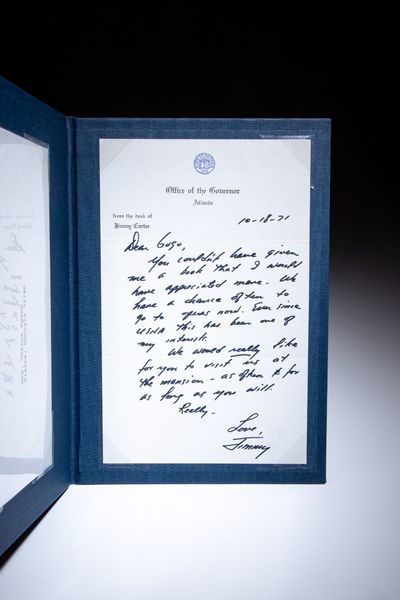 Office of the Governor
Atlanta
from the desk of
Jimmy Carter
10-18-71
Dear Gogo,
You couldn't have given
me a book that I would
have appreciated more. We
have a chance often to
go to operas now. Ever since
USNA this has been one of
my interests.
We would really like
for you to visit us at
the mansion - as often & for
as long as you will.
Really-
Love,
Jimmy